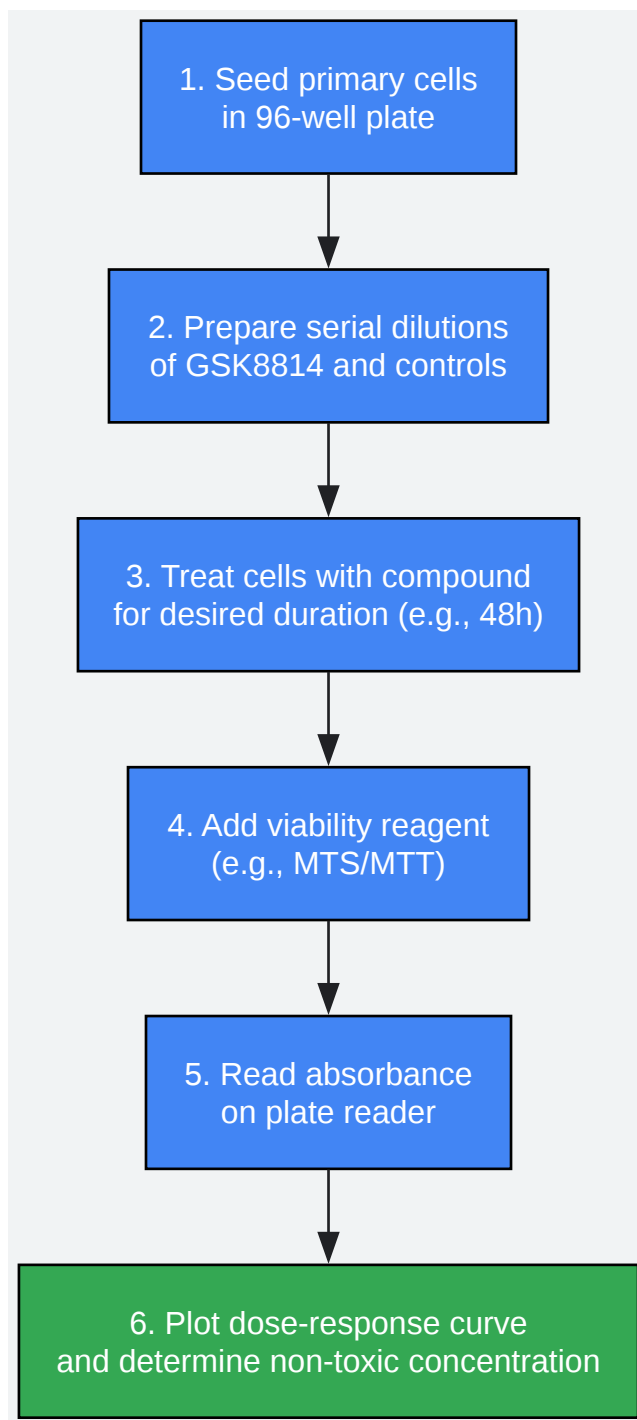 1. Seed primary cells
in 96-well plate
2. Prepare serial dilutions
of GSK8814 and controls
3. Treat cells with compound
for desired duration (e.g., 48h)
4. Add viability reagent
(e.g., MTS/MTT)
5. Read absorbance
on plate reader
6. Plot dose-response curve
and determine non-toxic concentration